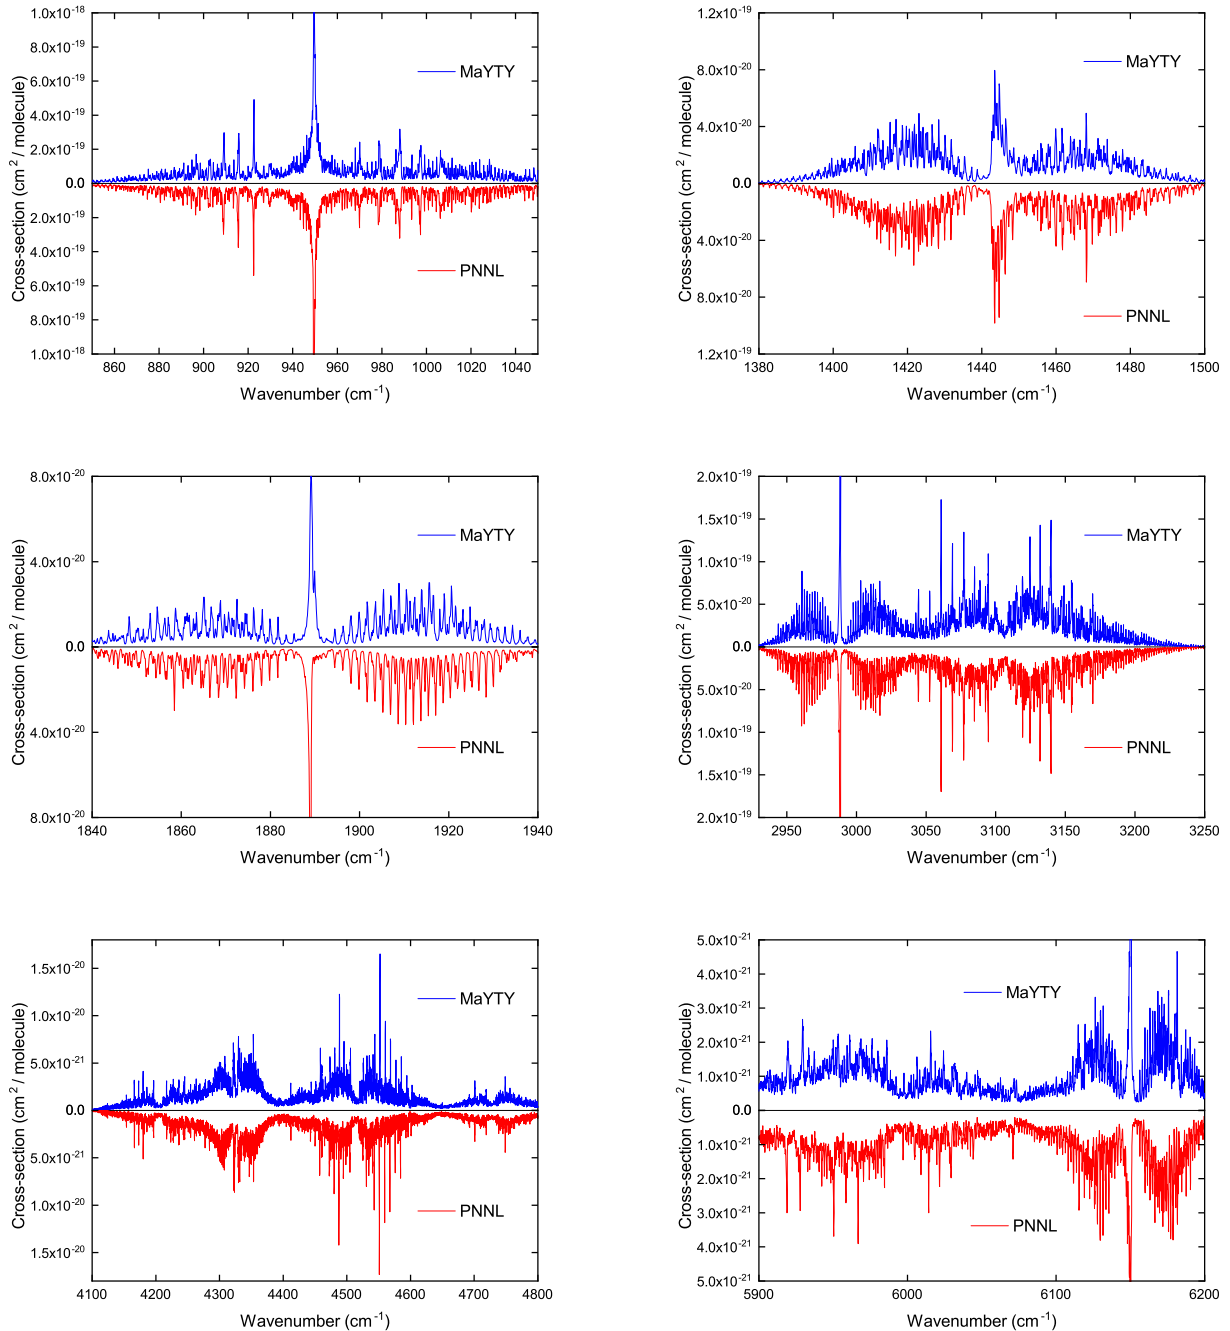 1.0x10⁻¹⁸
8.0x10⁻¹⁹
6.0x10⁻¹⁹
4.0x10⁻¹⁹
2.0x10⁻¹⁹
0.0
2.0x10⁻¹⁹
4.0x10⁻¹⁹
6.0x10⁻¹⁹
8.0x10⁻¹⁹
1.0x10⁻¹⁸
Cross-section (cm² / molecule)
MaYTY
PNNL
860 880 900 920 940 960 980 1000 1020 1040
Wavenumber (cm⁻¹)
1.2x10⁻¹⁹
8.0x10⁻²⁰
4.0x10⁻²⁰
0.0
4.0x10⁻²⁰
8.0x10⁻²⁰
1.2x10⁻¹⁹
Cross-section (cm² / molecule)
MaYTY
PNNL
1380 1400 1420 1440 1460 1480 1500
Wavenumber (cm⁻¹)
8.0x10⁻²⁰
4.0x10⁻²⁰
0.0
4.0x10⁻²⁰
8.0x10⁻²⁰
Cross-section (cm² / molecule)
MaYTY
PNNL
1840 1860 1880 1900 1920 1940
Wavenumber (cm⁻¹)
2.0x10⁻¹⁹
1.5x10⁻¹⁹
1.0x10⁻¹⁹
5.0x10⁻²⁰
0.0
5.0x10⁻²⁰
1.0x10⁻¹⁹
1.5x10⁻¹⁹
2.0x10⁻¹⁹
Cross-section (cm² / molecule)
MaYTY
PNNL
2950 3000 3050 3100 3150 3200 3250
Wavenumber (cm⁻¹)
1.5x10⁻²⁰
1.0x10⁻²⁰
5.0x10⁻²¹
0.0
5.0x10⁻²¹
1.0x10⁻²⁰
1.5x10⁻²⁰
Cross-section (cm² / molecule)
MaYTY
PNNL
4100 4200 4300 4400 4500 4600 4700 4800
Wavenumber (cm⁻¹)
5.0x10⁻²¹
4.0x10⁻²¹
3.0x10⁻²¹
2.0x10⁻²¹
1.0x10⁻²¹
0.0
1.0x10⁻²¹
2.0x10⁻²¹
3.0x10⁻²¹
4.0x10⁻²¹
5.0x10⁻²¹
Cross-section (cm² / molecule)
MaYTY
PNNL
5900 6000 6100 6200
Wavenumber (cm⁻¹)